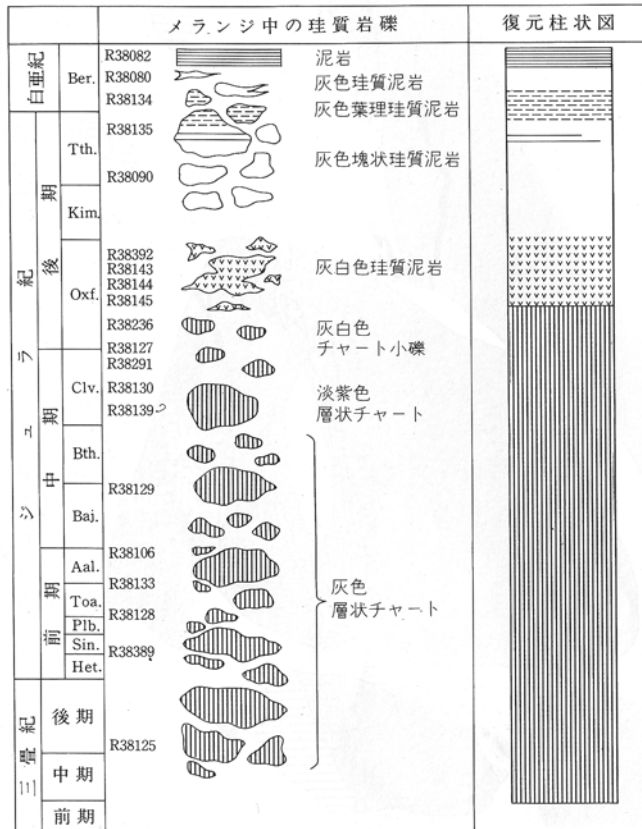 メランジ中の珪質岩礫
復元柱状図
白亜紀
ジュラ紀
三畳紀
後期
中期
前期
後期
中期
前期
Ber.
Tth.
Kim.
Oxf.
Clv.
Bth.
Baj.
Aal.
Toa.
Plb.
Sin.
Het.
R38082
R38080
R38134
R38135
R38090
R38392
R38143
R38144
R38145
R38236
R38127
R38291
R38130
R38139
R38129
R38106
R38133
R38128
R38389
R38125
泥岩
灰色珪質泥岩
灰色葉理珪質泥岩
灰色塊状珪質泥岩
灰白色珪質泥岩
灰白色
チャート小礫
淡紫色
層状チャート
灰色
層状チャート